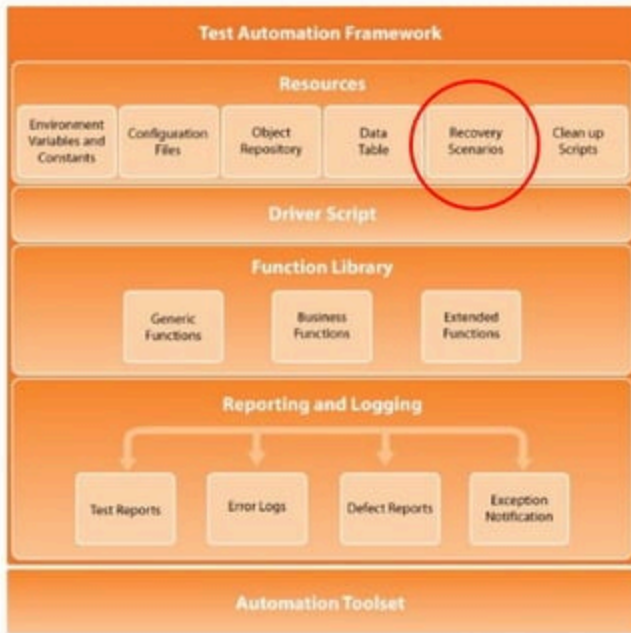 Test Automation Framework
Resources
Environment
Variables and
Constants
Configuration
Files
Object
Repository
Data
Table
Recovery
Scenarios
Clean up
Scripts
Driver Script
Function Library
Generic
Functions
Business
Functions
Extended
Functions
Reporting and Logging
Test Reports
Error Logs
Defect Reports
Exception
Notification
Automation Toolset